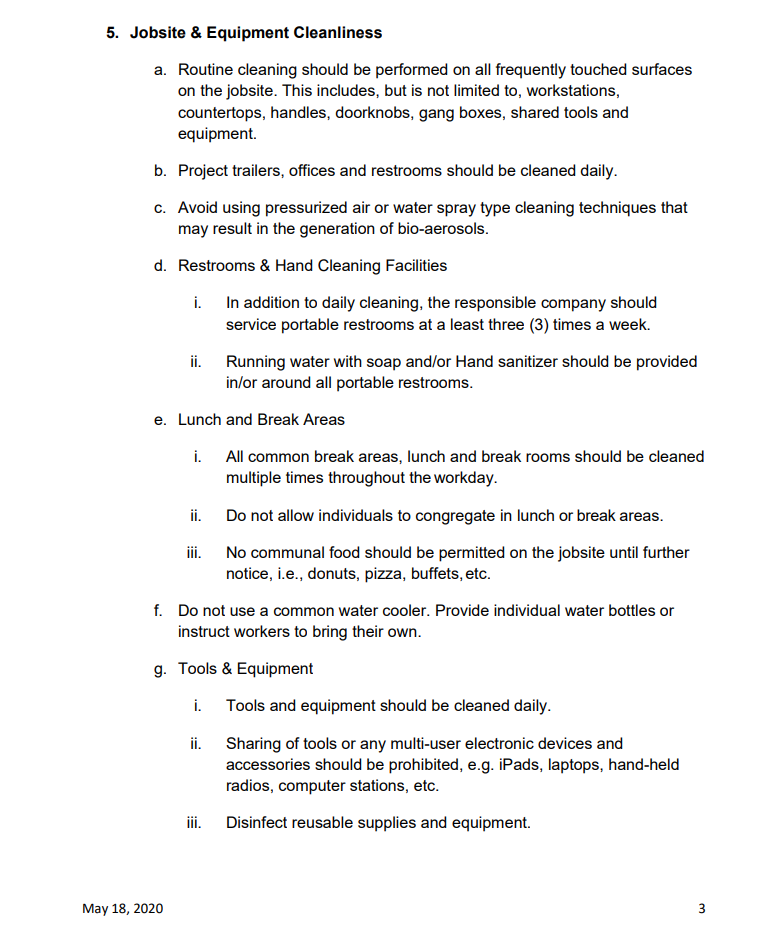 5. Jobsite & Equipment Cleanliness
a. Routine cleaning should be performed on all frequently touched surfaces
on the jobsite. This includes, but is not limited to, workstations,
countertops, handles, doorknobs, gang boxes, shared tools and
equipment.
b. Project trailers, offices and restrooms should be cleaned daily.
c. Avoid using pressurized air or water spray type cleaning techniques that
may result in the generation of bio-aerosols.
d. Restrooms & Hand Cleaning Facilities
i. In addition to daily cleaning, the responsible company should
service portable restrooms at a least three (3) times a week.
ii. Running water with soap and/or Hand sanitizer should be provided
in/or around all portable restrooms.
e. Lunch and Break Areas
i. All common break areas, lunch and break rooms should be cleaned
multiple times throughout the workday.
ii. Do not allow individuals to congregate in lunch or break areas.
iii. No communal food should be permitted on the jobsite until further
notice, i.e., donuts, pizza, buffets, etc.
f. Do not use a common water cooler. Provide individual water bottles or
instruct workers to bring their own.
g. Tools & Equipment
i. Tools and equipment should be cleaned daily.
ii. Sharing of tools or any multi-user electronic devices and
accessories should be prohibited, e.g. iPads, laptops, hand-held
radios, computer stations, etc.
iii. Disinfect reusable supplies and equipment.
May 18, 2020 3